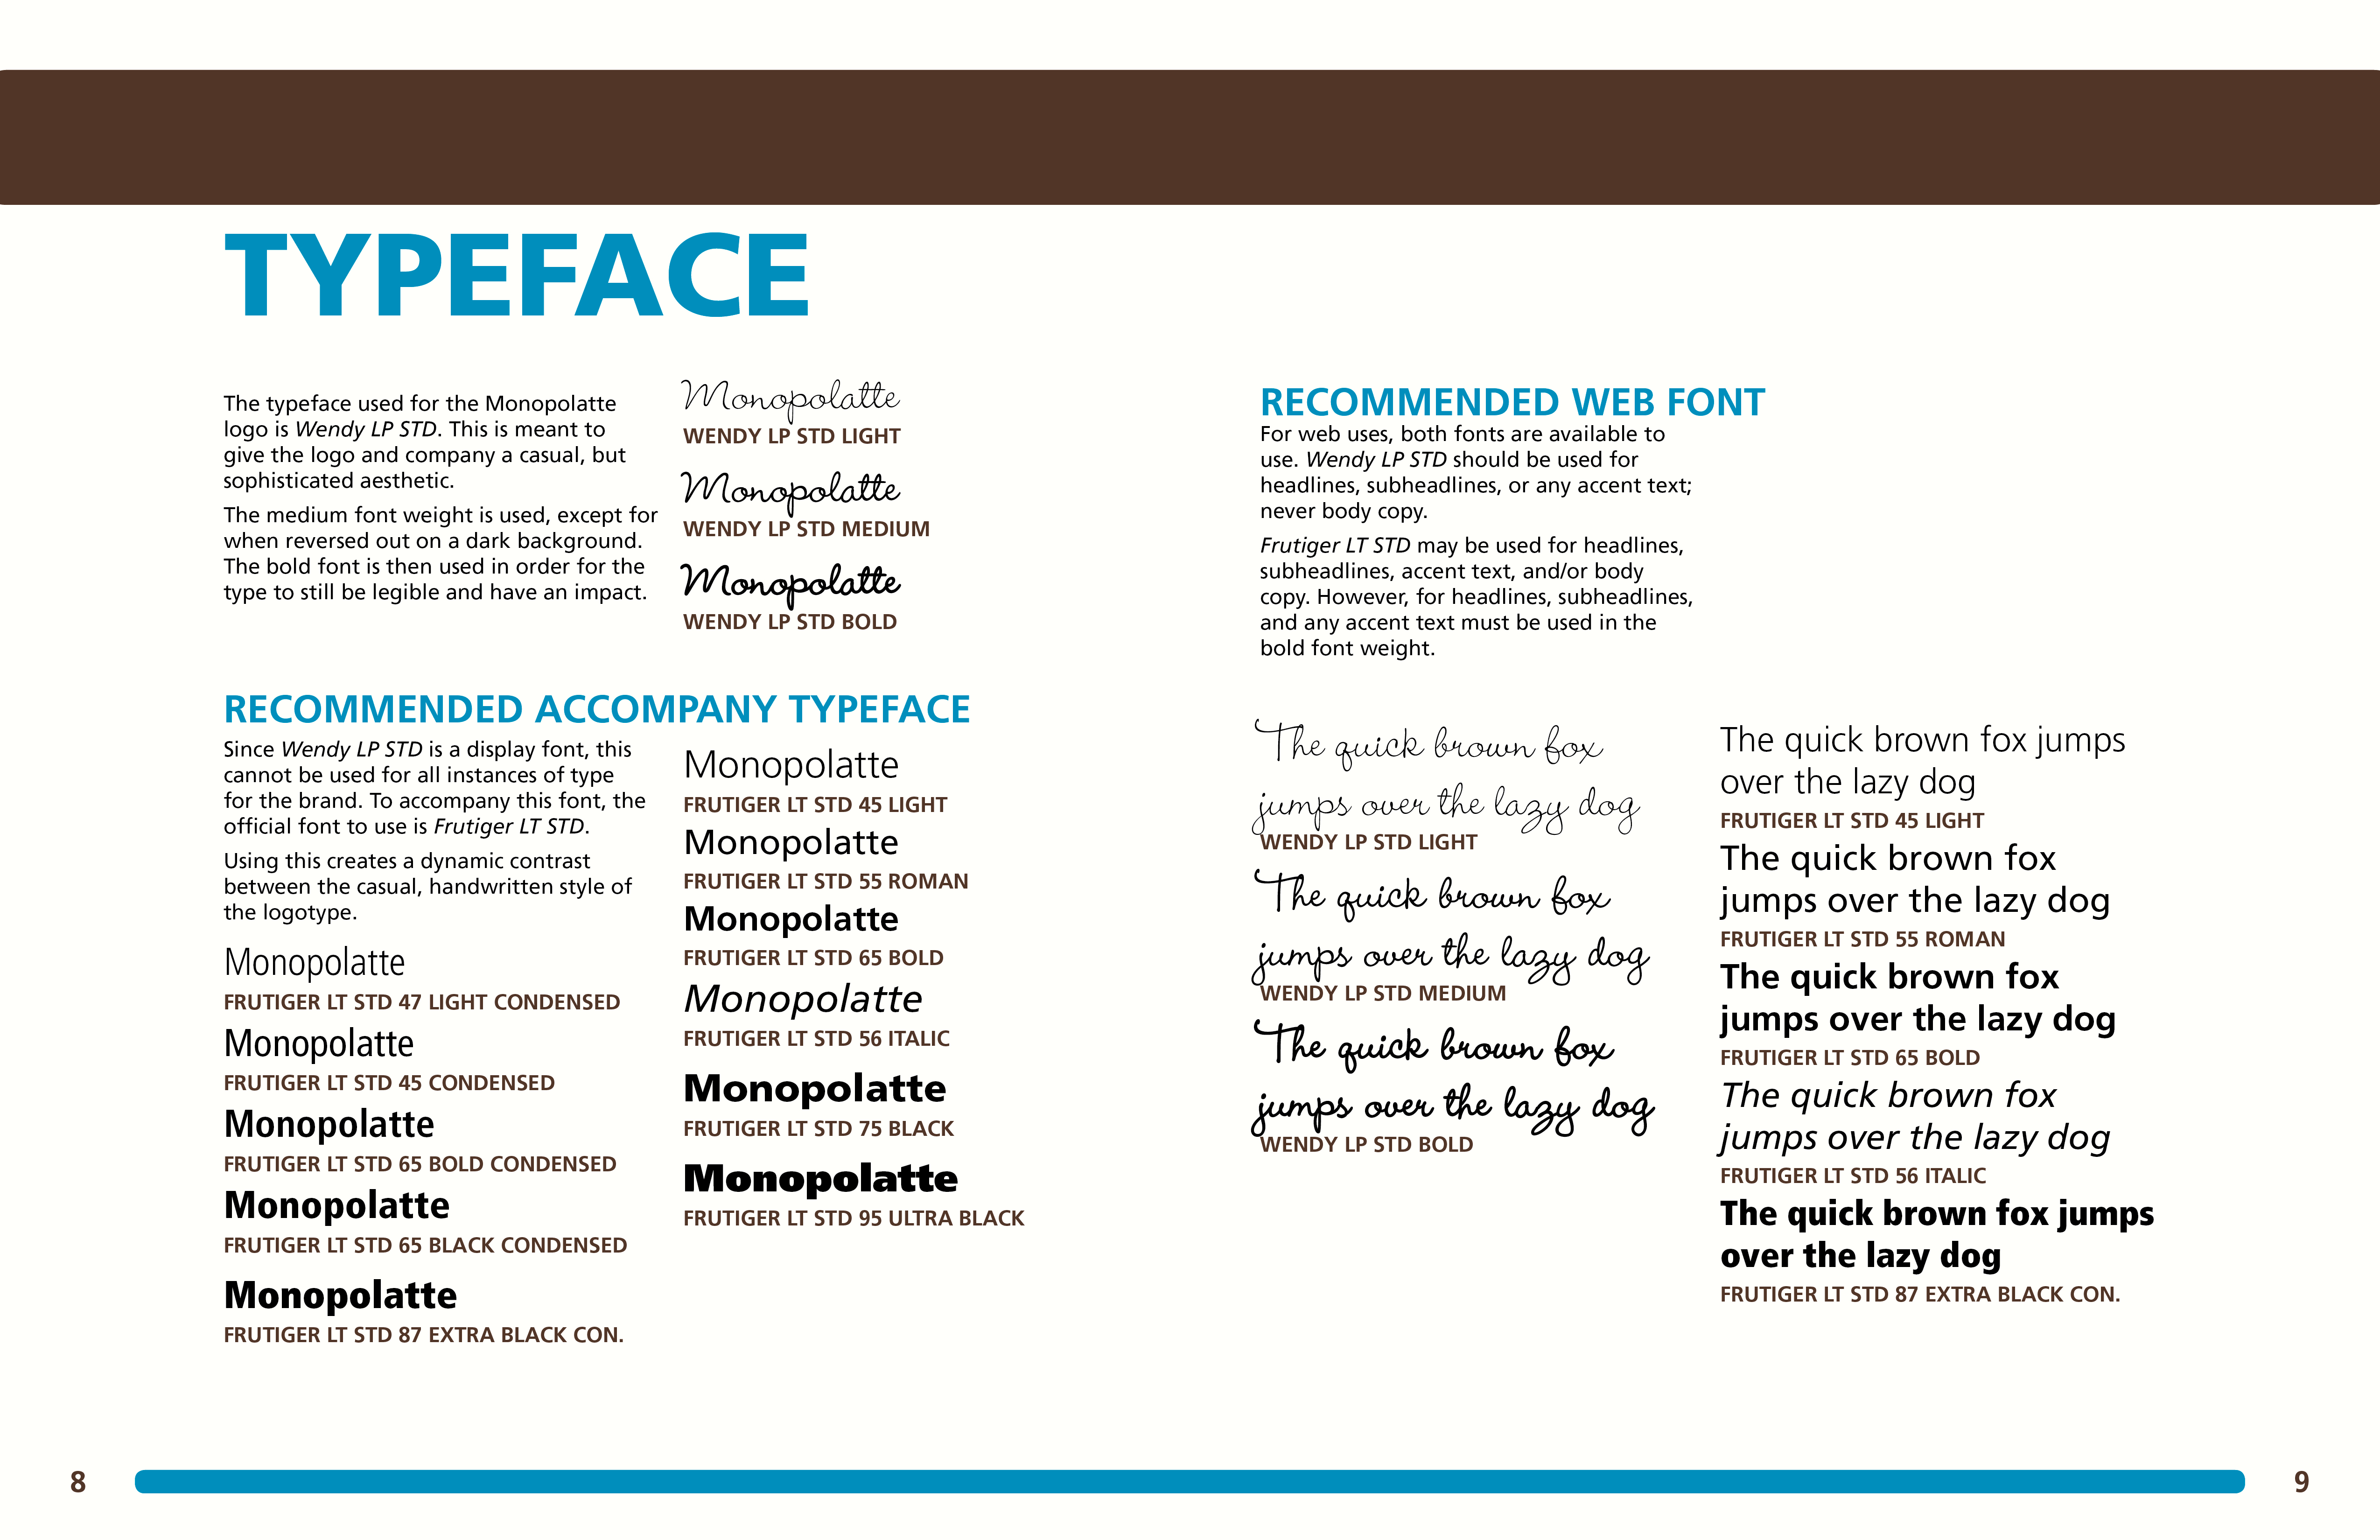 TYPEFACE
The typeface used for the Monopolatte
logo is Wendy LP STD. This is meant to
give the logo and company a casual, but
sophisticated aesthetic.
The medium font weight is used, except for
when reversed out on a dark background.
The bold font is then used in order for the
type to still be legible and have an impact.
Monopolatte
WENDY LP STD LIGHT
Monopolatte
WENDY LP STD MEDIUM
Monopolatte
WENDY LP STD BOLD
RECOMMENDED ACCOMPANY TYPEFACE
Since Wendy LP STD is a display font, this
cannot be used for all instances of type
for the brand. To accompany this font, the
official font to use is Frutiger LT STD.
Using this creates a dynamic contrast
between the casual, handwritten style of
the logotype.
Monopolatte
FRUTIGER LT STD 47 LIGHT CONDENSED
Monopolatte
FRUTIGER LT STD 45 CONDENSED
Monopolatte
FRUTIGER LT STD 65 BOLD CONDENSED
Monopolatte
FRUTIGER LT STD 65 BLACK CONDENSED
Monopolatte
FRUTIGER LT STD 87 EXTRA BLACK CON.
Monopolatte
FRUTIGER LT STD 45 LIGHT
Monopolatte
FRUTIGER LT STD 55 ROMAN
Monopolatte
FRUTIGER LT STD 65 BOLD
Monopolatte
FRUTIGER LT STD 56 ITALIC
Monopolatte
FRUTIGER LT STD 75 BLACK
Monopolatte
FRUTIGER LT STD 95 ULTRA BLACK
8
RECOMMENDED WEB FONT
For web uses, both fonts are available to
use. Wendy LP STD should be used for
headlines, subheadlines, or any accent text;
never body copy.
Frutiger LT STD may be used for headlines,
subheadlines, accent text, and/or body
copy. However, for headlines, subheadlines,
and any accent text must be used in the
bold font weight.
The quick brown fox
jumps over the lazy dog
WENDY LP STD LIGHT
The quick brown fox
jumps over the lazy dog
WENDY LP STD MEDIUM
The quick brown fox
jumps over the lazy dog
WENDY LP STD BOLD
The quick brown fox jumps
over the lazy dog
FRUTIGER LT STD 45 LIGHT
The quick brown fox
jumps over the lazy dog
FRUTIGER LT STD 55 ROMAN
The quick brown fox
jumps over the lazy dog
FRUTIGER LT STD 65 BOLD
The quick brown fox
jumps over the lazy dog
FRUTIGER LT STD 56 ITALIC
The quick brown fox jumps
over the lazy dog
FRUTIGER LT STD 87 EXTRA BLACK CON.
9